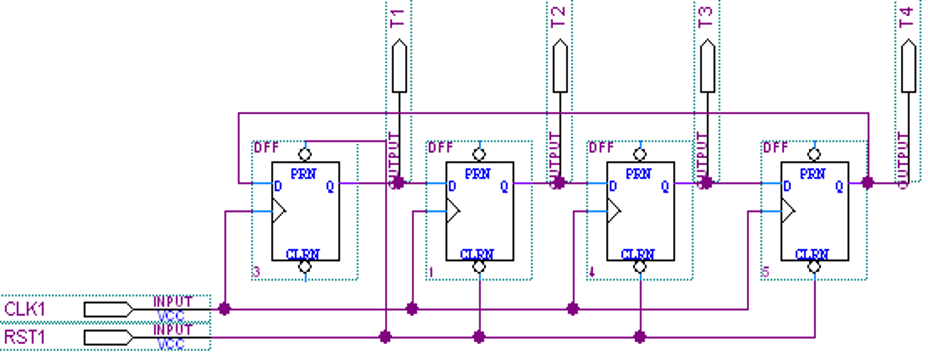 T1
T2
T3
T4
OUTPUT
OUTPUT
OUTPUT
OUTPUT
DFF
DFF
DFF
DFF
PRN
PRN
PRN
PRN
D Q
D Q
D Q
D Q
CLRN
CLRN
CLRN
CLRN
3
1
4
5
CLK1
INPUT
VCC
RST1
INPUT
VCC